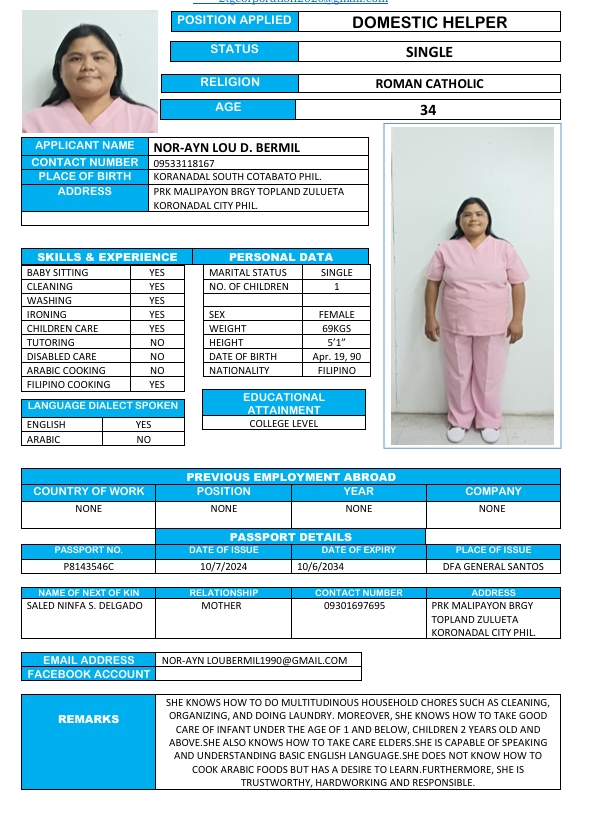 POSITION APPLIED DOMESTIC HELPER
STATUS SINGLE
RELIGION ROMAN CATHOLIC
AGE 34
APPLICANT NAME NOR-AYN LOU D. BERMIL
CONTACT NUMBER 09533118167
PLACE OF BIRTH KORANADAL SOUTH COTABATO PHIL.
ADDRESS PRK MALIPAYON BRGY TOPLAND ZULUETA
KORONADAL CITY PHIL.
SKILLS & EXPERIENCE
BABY SITTING YES
CLEANING YES
WASHING YES
IRONING YES
CHILDREN CARE YES
TUTORING NO
DISABLED CARE NO
ARABIC COOKING NO
FILIPINO COOKING YES
LANGUAGE DIALECT SPOKEN
ENGLISH YES
ARABIC NO
PERSONAL DATA
MARITAL STATUS SINGLE
NO. OF CHILDREN 1
SEX FEMALE
WEIGHT 69KGS
HEIGHT 5'1”
DATE OF BIRTH Apr. 19, 90
NATIONALITY FILIPINO
EDUCATIONAL
ATTAINMENT
COLLEGE LEVEL
PREVIOUS EMPLOYMENT ABROAD
COUNTRY OF WORK POSITION YEAR COMPANY
NONE NONE NONE NONE
PASSPORT DETAILS
PASSPORT NO. DATE OF ISSUE DATE OF EXPIRY PLACE OF ISSUE
P8143546C 10/7/2024 10/6/2034 DFA GENERAL SANTOS
NAME OF NEXT OF KIN RELATIONSHIP CONTACT NUMBER ADDRESS
SALED NINFA S. DELGADO MOTHER 09301697695 PRK MALIPAYON BRGY
TOPLAND ZULUETA
KORONADAL CITY PHIL.
EMAIL ADDRESS NOR-AYN LOUBERMIL1990@GMAIL.COM
FACEBOOK ACCOUNT
REMARKS
SHE KNOWS HOW TO DO MULTITUDINOUS HOUSEHOLD CHORES SUCH AS CLEANING,
ORGANIZING, AND DOING LAUNDRY. MOREOVER, SHE KNOWS HOW TO TAKE GOOD
CARE OF INFANT UNDER THE AGE OF 1 AND BELOW, CHILDREN 2 YEARS OLD AND
ABOVE.SHE ALSO KNOWS HOW TO TAKE CARE ELDERS.SHE IS CAPABLE OF SPEAKING
AND UNDERSTANDING BASIC ENGLISH LANGUAGE.SHE DOES NOT KNOW HOW TO
COOK ARABIC FOODS BUT HAS A DESIRE TO LEARN.FURTHERMORE, SHE IS
TRUSTWORTHY, HARDWORKING AND RESPONSIBLE.